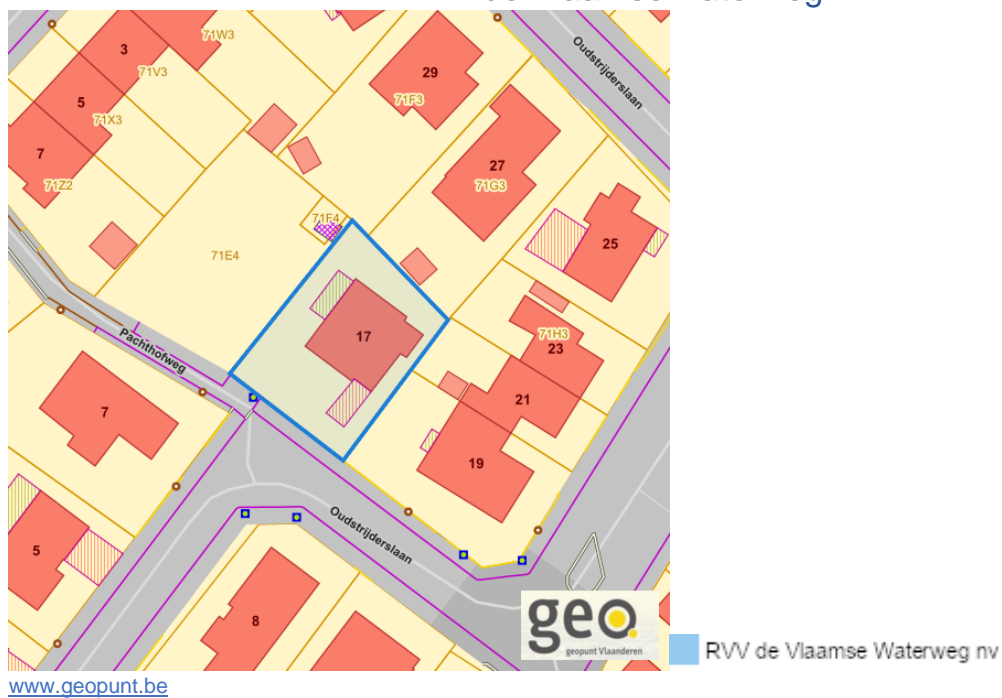 3
71W3
71V3
5
71X3
7
71Z2
29
71F3
Oudstrijderslaan
27
71G3
25
71F4
71E4
17
71H3
23
21
19
Pachthofweg
7
5
Oudstrijderslaan
8
geo.
geopunt Vlaanderen
RVV de Vlaamse Waterweg nv
www.geopunt.be